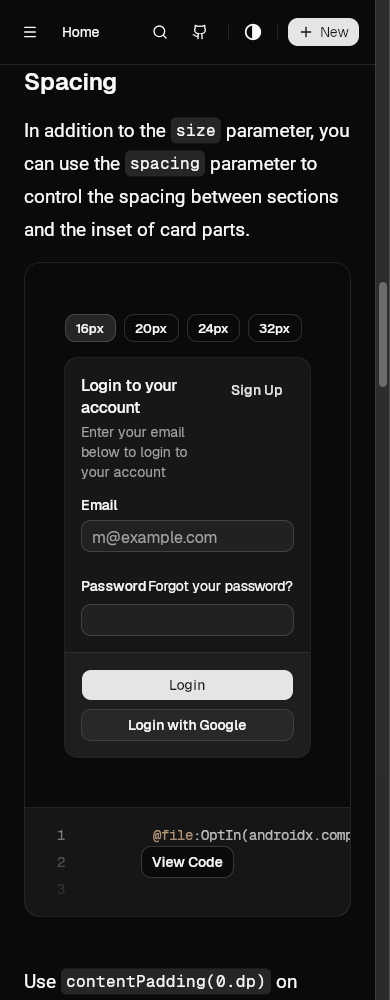 Home
New
Spacing
In addition to the size parameter, you
can use the spacing parameter to
control the spacing between sections
and the inset of card parts.
16px 20px 24px 32px
Login to your
account
Sign Up
Enter your email
below to login to
your account
Email
m@example.com
Password Forgot your password?
Login
Login with Google
1 @file:OptIn(androidx.comp
2
View Code
3
Use contentPadding(0.dp) on